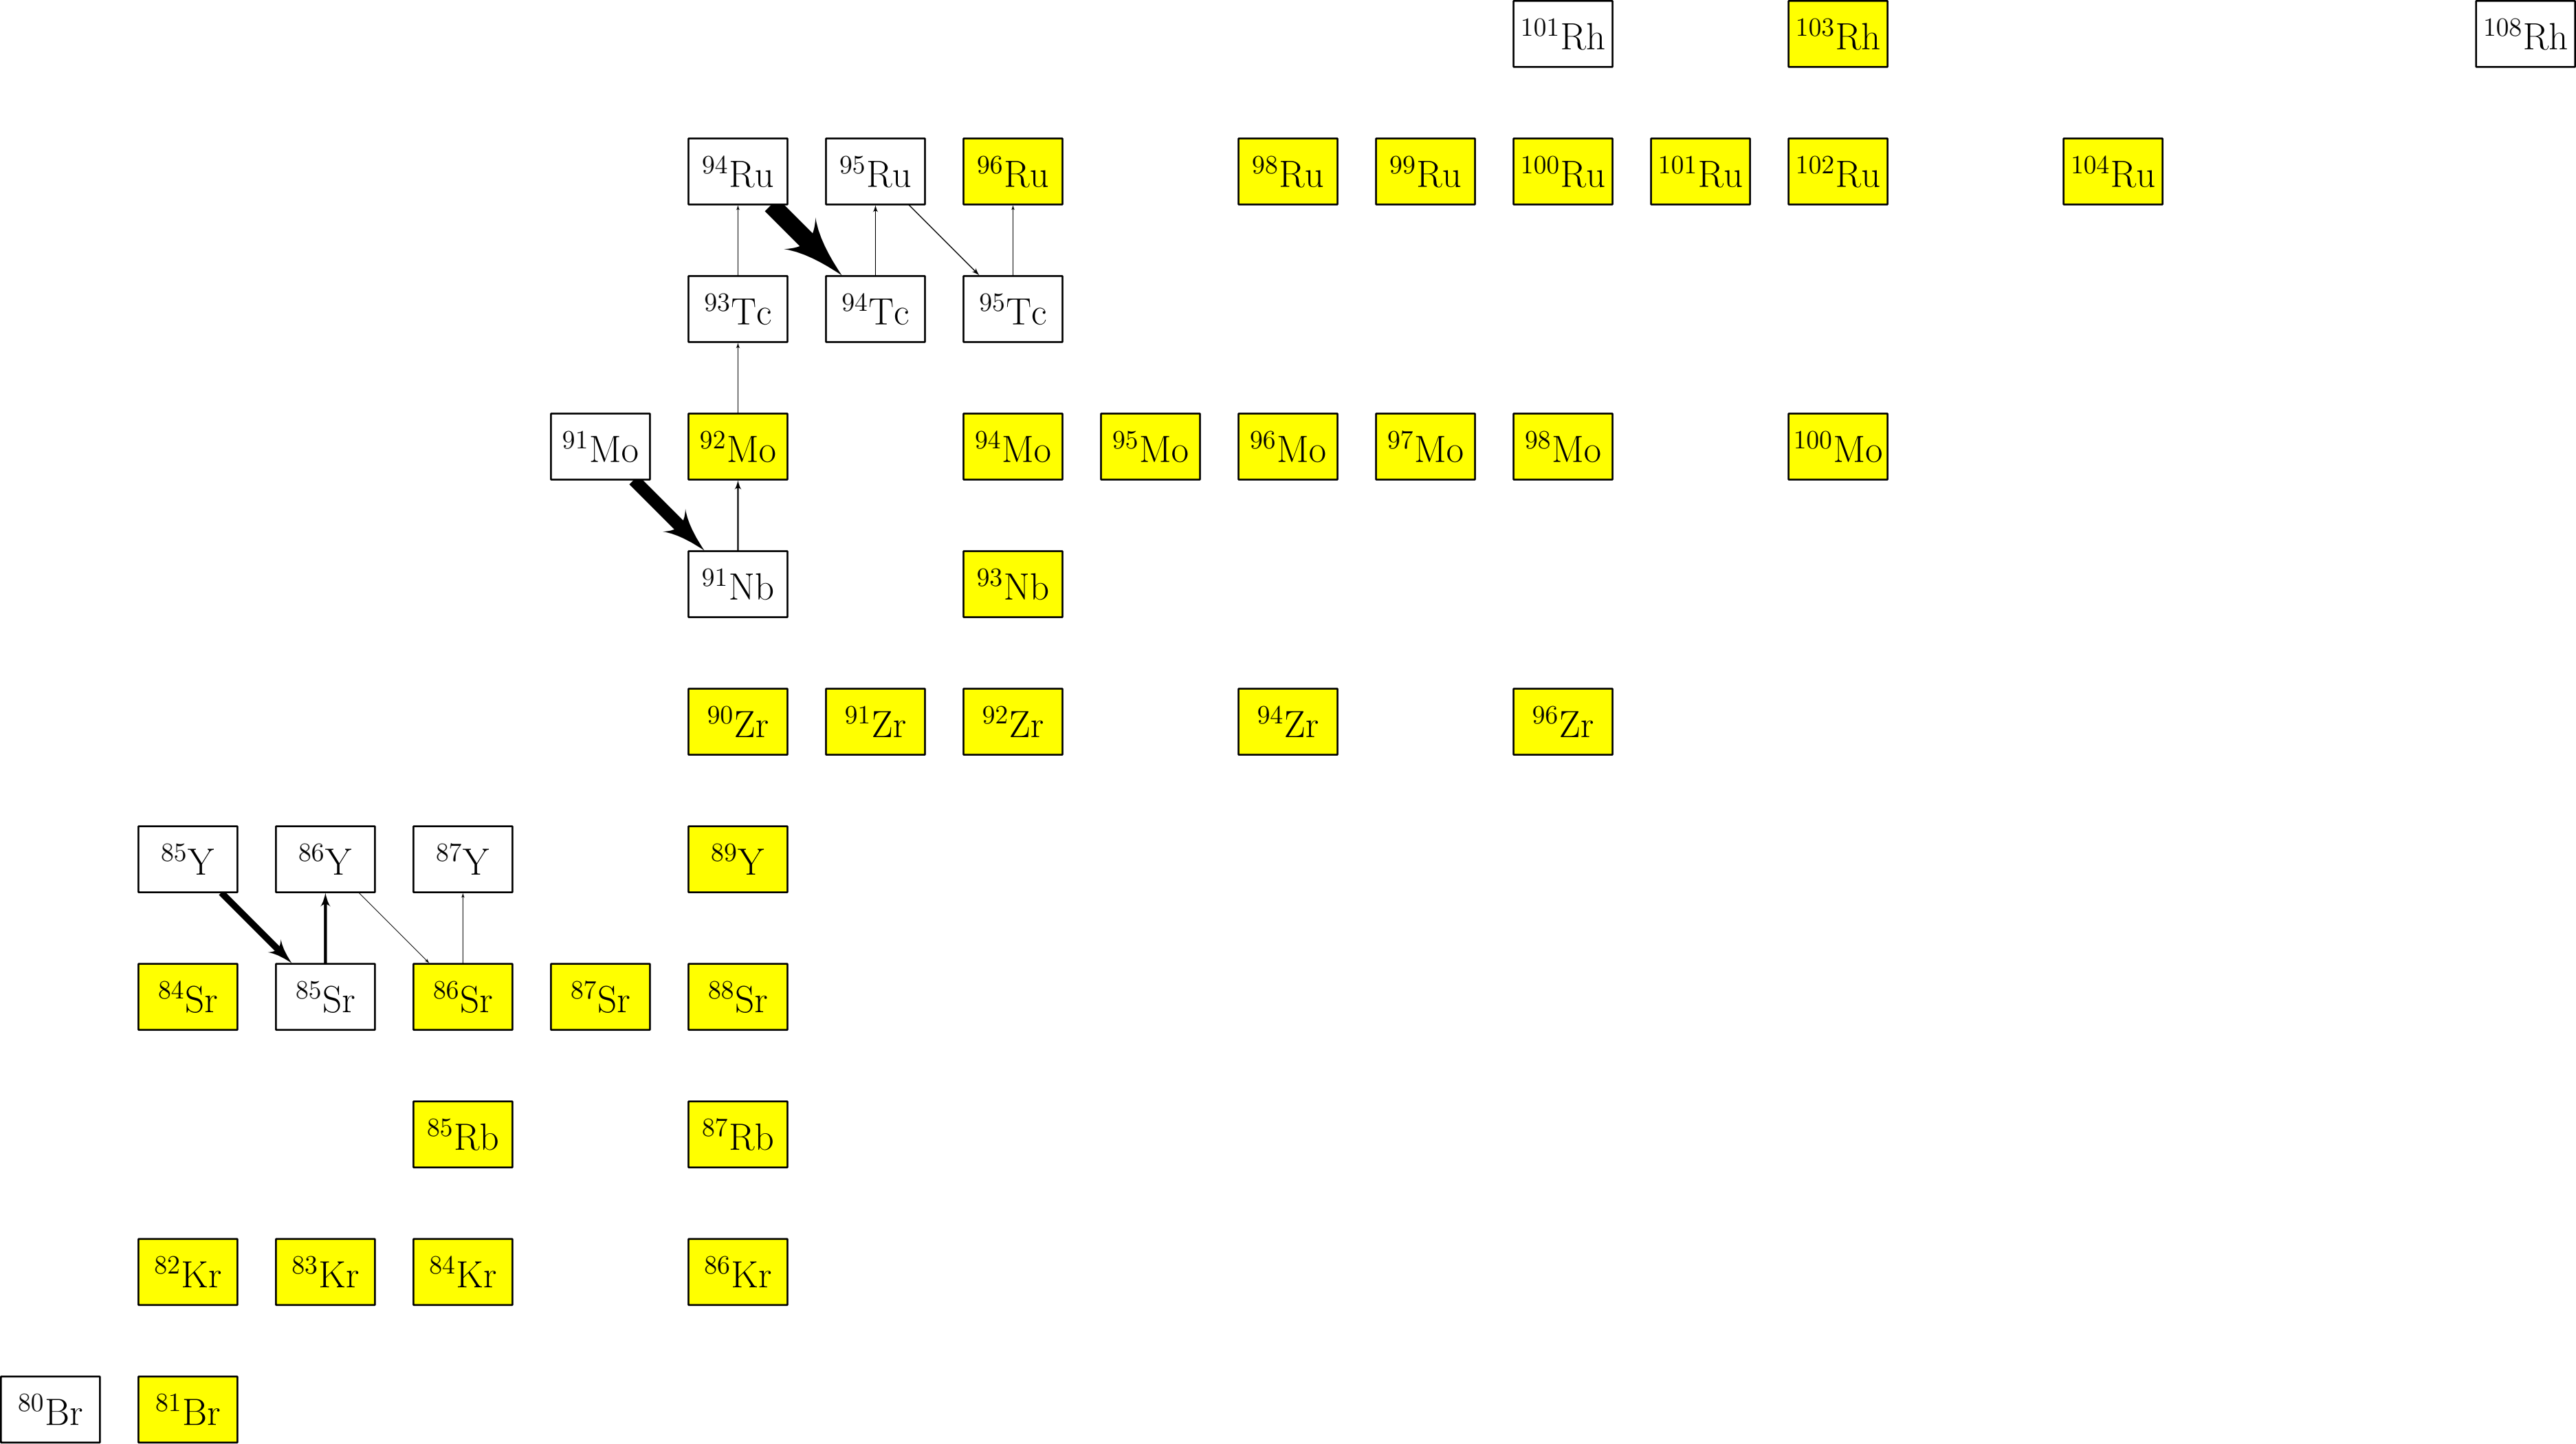 ¹⁰¹Rh ¹⁰³Rh ¹⁰⁸Rh
⁹⁴Ru ⁹⁵Ru ⁹⁶Ru ⁹⁸Ru ⁹⁹Ru ¹⁰⁰Ru ¹⁰¹Ru ¹⁰²Ru ¹⁰⁴Ru
⁹³Tc ⁹⁴Tc ⁹⁵Tc
⁹¹Mo ⁹²Mo ⁹⁴Mo ⁹⁵Mo ⁹⁶Mo ⁹⁷Mo ⁹⁸Mo ¹⁰⁰Mo
⁹¹Nb ⁹³Nb
⁹⁰Zr ⁹¹Zr ⁹²Zr ⁹⁴Zr ⁹⁶Zr
⁸⁵Y ⁸⁶Y ⁸⁷Y ⁸⁹Y
⁸⁴Sr ⁸⁵Sr ⁸⁶Sr ⁸⁷Sr ⁸⁸Sr
⁸⁵Rb ⁸⁷Rb
⁸²Kr ⁸³Kr ⁸⁴Kr ⁸⁶Kr
⁸⁰Br ⁸¹Br